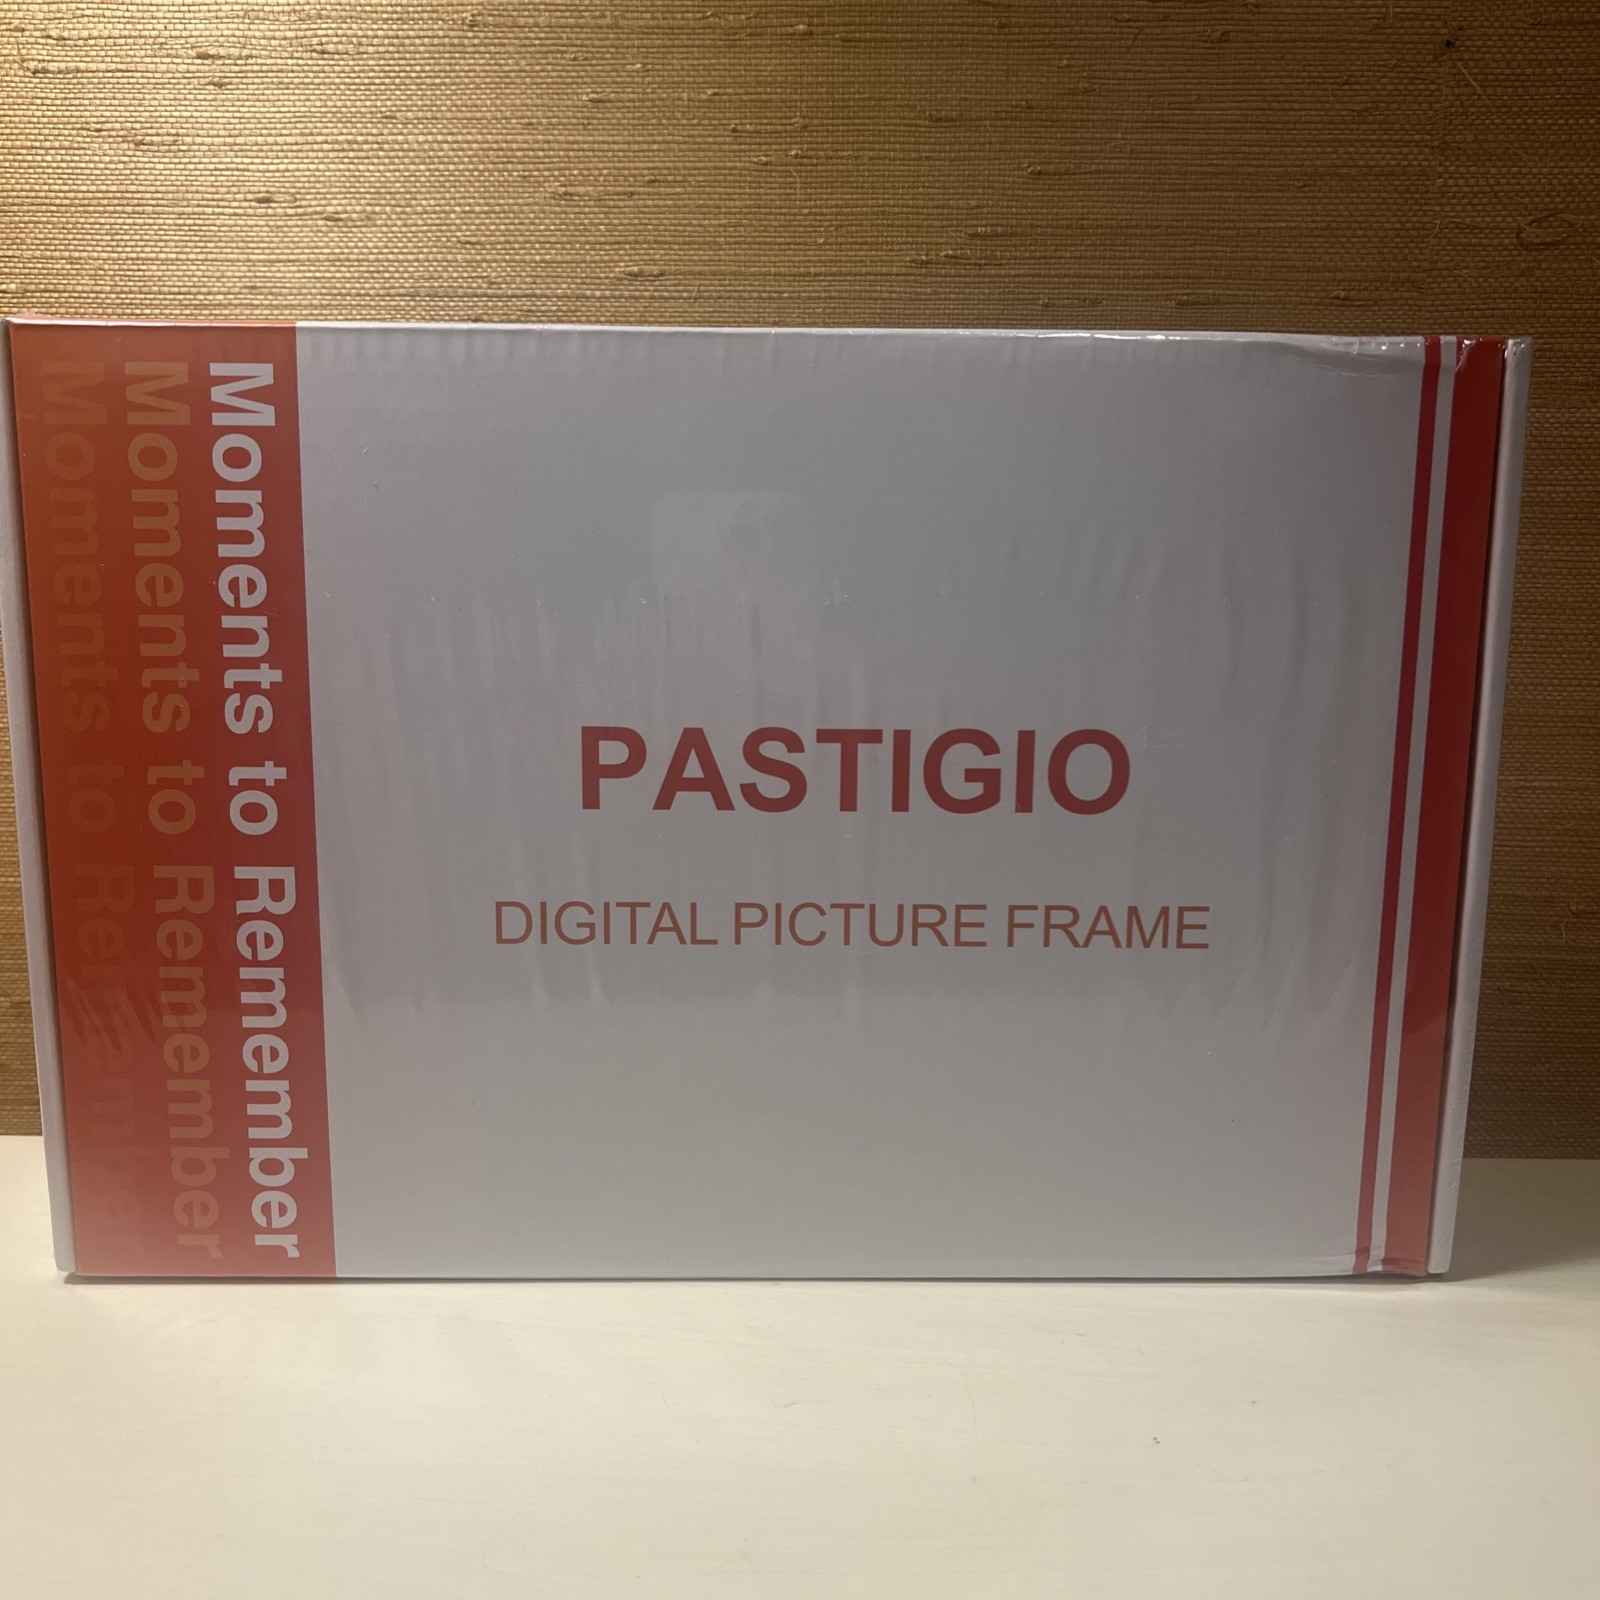 Moments to Remember
Moments to Remember
Moments to Remember
PASTIGIO
DIGITAL PICTURE FRAME